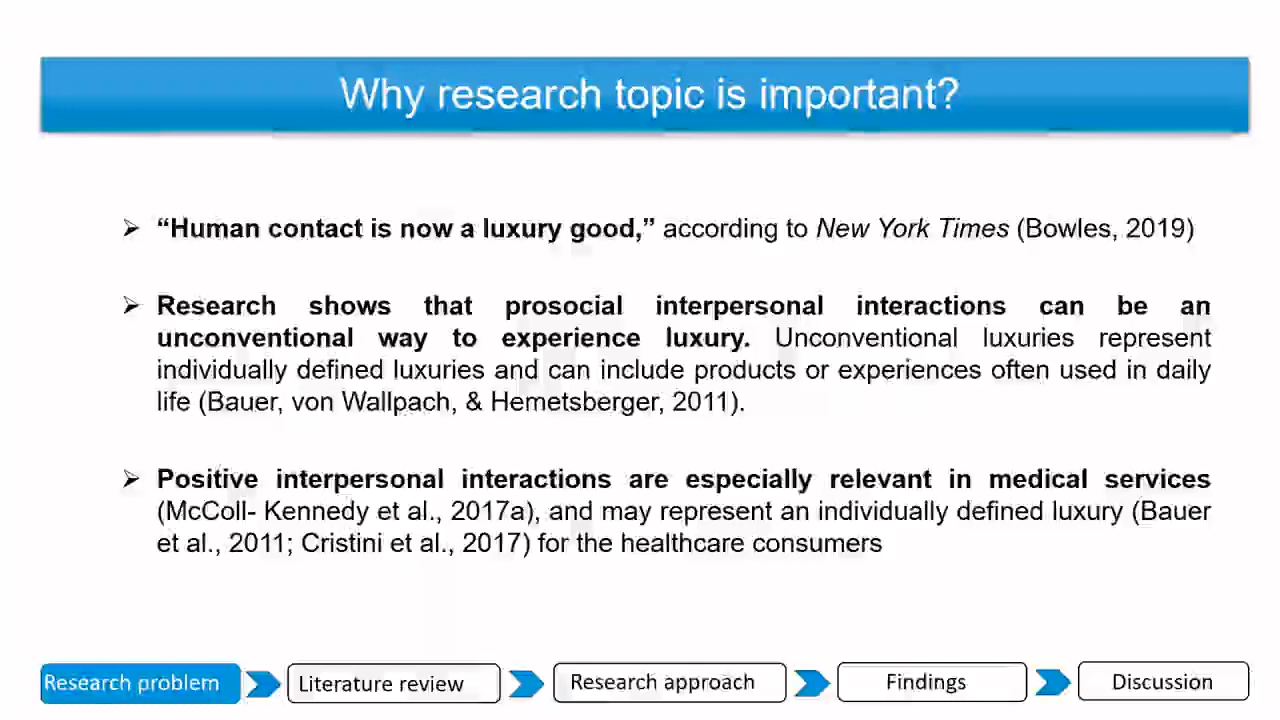 Why research topic is important?
➢ “Human contact is now a luxury good,” according to New York Times (Bowles, 2019)
➢ Research shows that prosocial interpersonal interactions can be an
unconventional way to experience luxury. Unconventional luxuries represent
individually defined luxuries and can include products or experiences often used in daily
life (Bauer, von Wallpach, & Hemetsberger, 2011).
➢ Positive interpersonal interactions are especially relevant in medical services
(McColl- Kennedy et al., 2017a), and may represent an individually defined luxury (Bauer
et al., 2011; Cristini et al., 2017) for the healthcare consumers
Research problem
Literature review
Research approach
Findings
Discussion